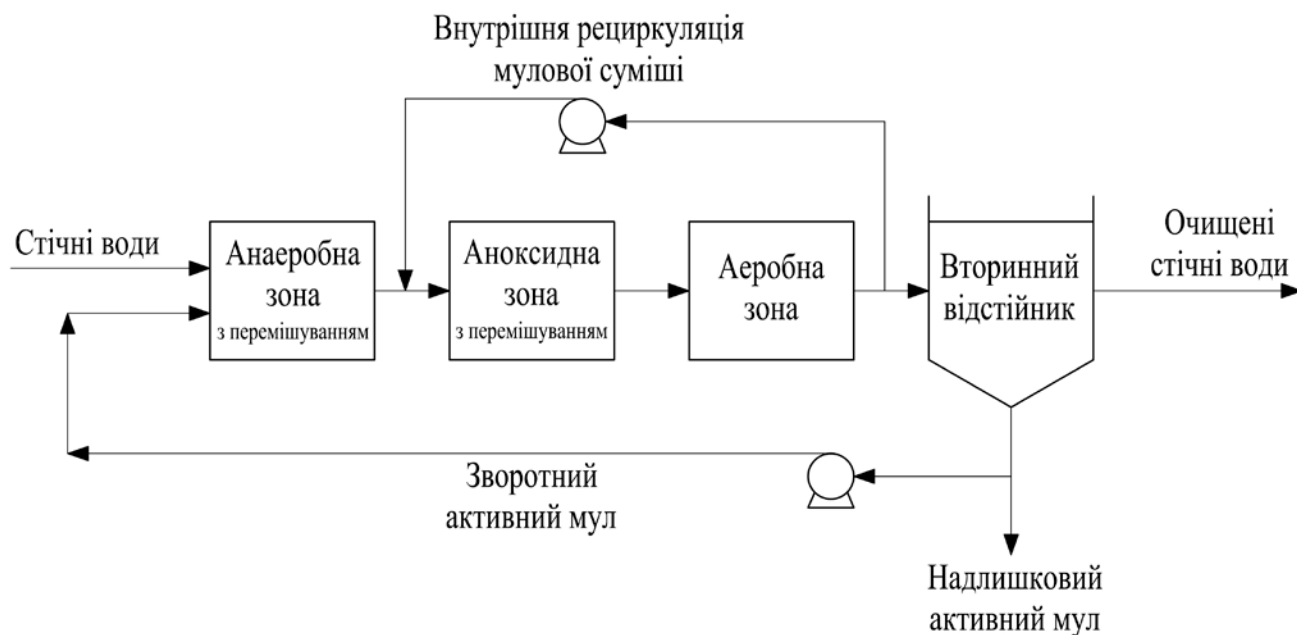 Внутрішня рециркуляція
мулової суміші
Стічні води
Анаеробна
зона
з перемішуванням
Аноксидна
зона
з перемішуванням
Аеробна
зона
Вторинний
відстійник
Очищені
стічні води
Зворотний
активний мул
Надлишковий
активний мул